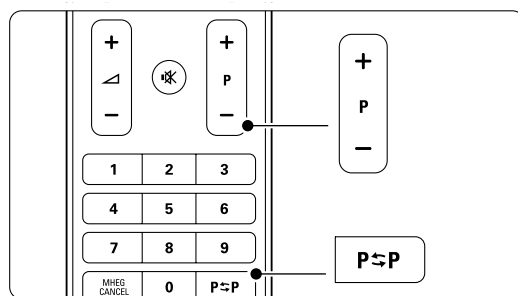 + + +
P P
− − −
1 2 3
4 5 6
7 8 9
P⇆P
MHEG
CANCEL 0 P⇆P